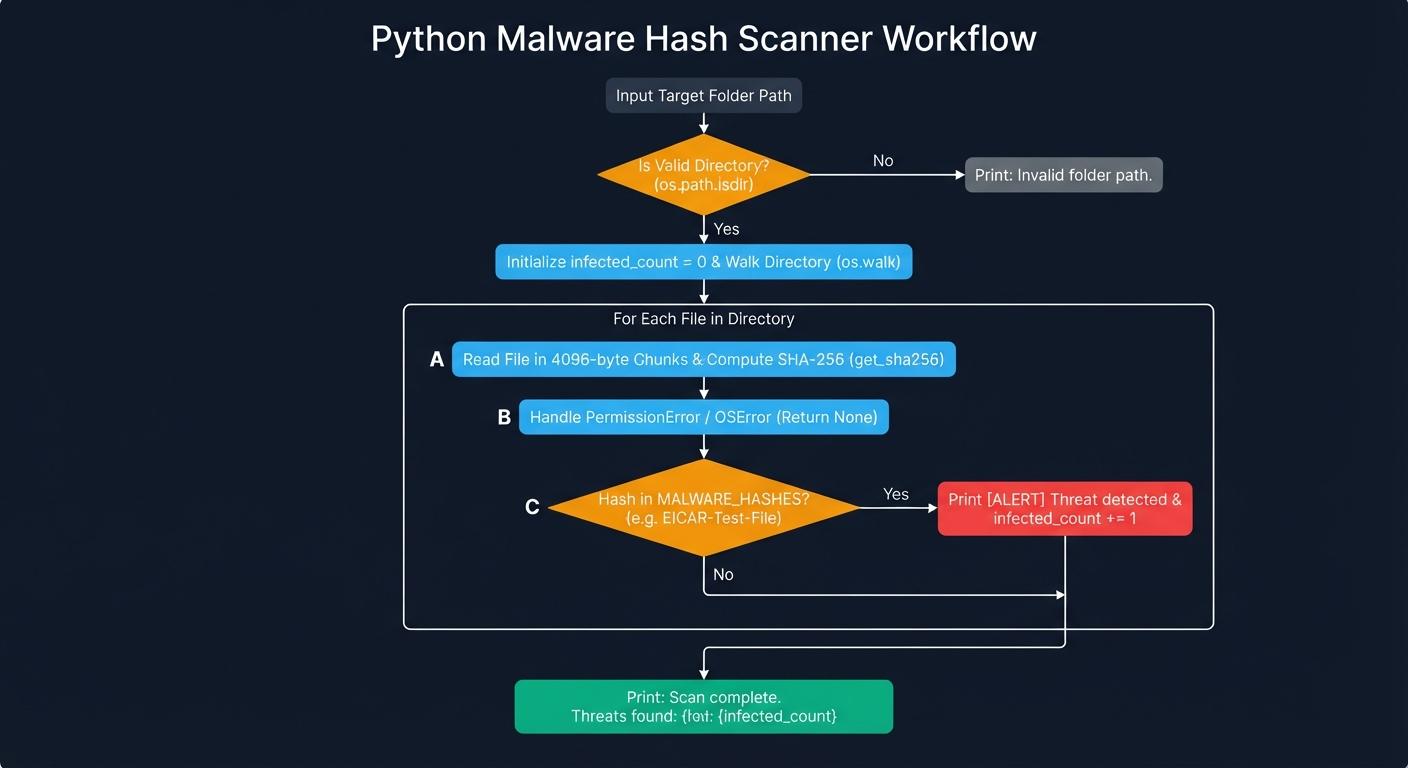 Python Malware Hash Scanner Workflow
Input Target Folder Path
Is Valid Directory?
(os.path.isdir)
No
Print: Invalid folder path.
Yes
Initialize infected_count = 0 & Walk Directory (os.walk)
For Each File in Directory
A
Read File in 4096-byte Ghunks & Compute SHA-256 (get_sha256)
B
Handle PermissionError / OSError (Return None)
C
Hash in MALWARE_HASHES?
(e.g. EICAR-Test-File)
Yes
Print [ALERT] Threat detected &
infected_count += 1
No
Print: Scan complete.
Threats found: {infected_count}